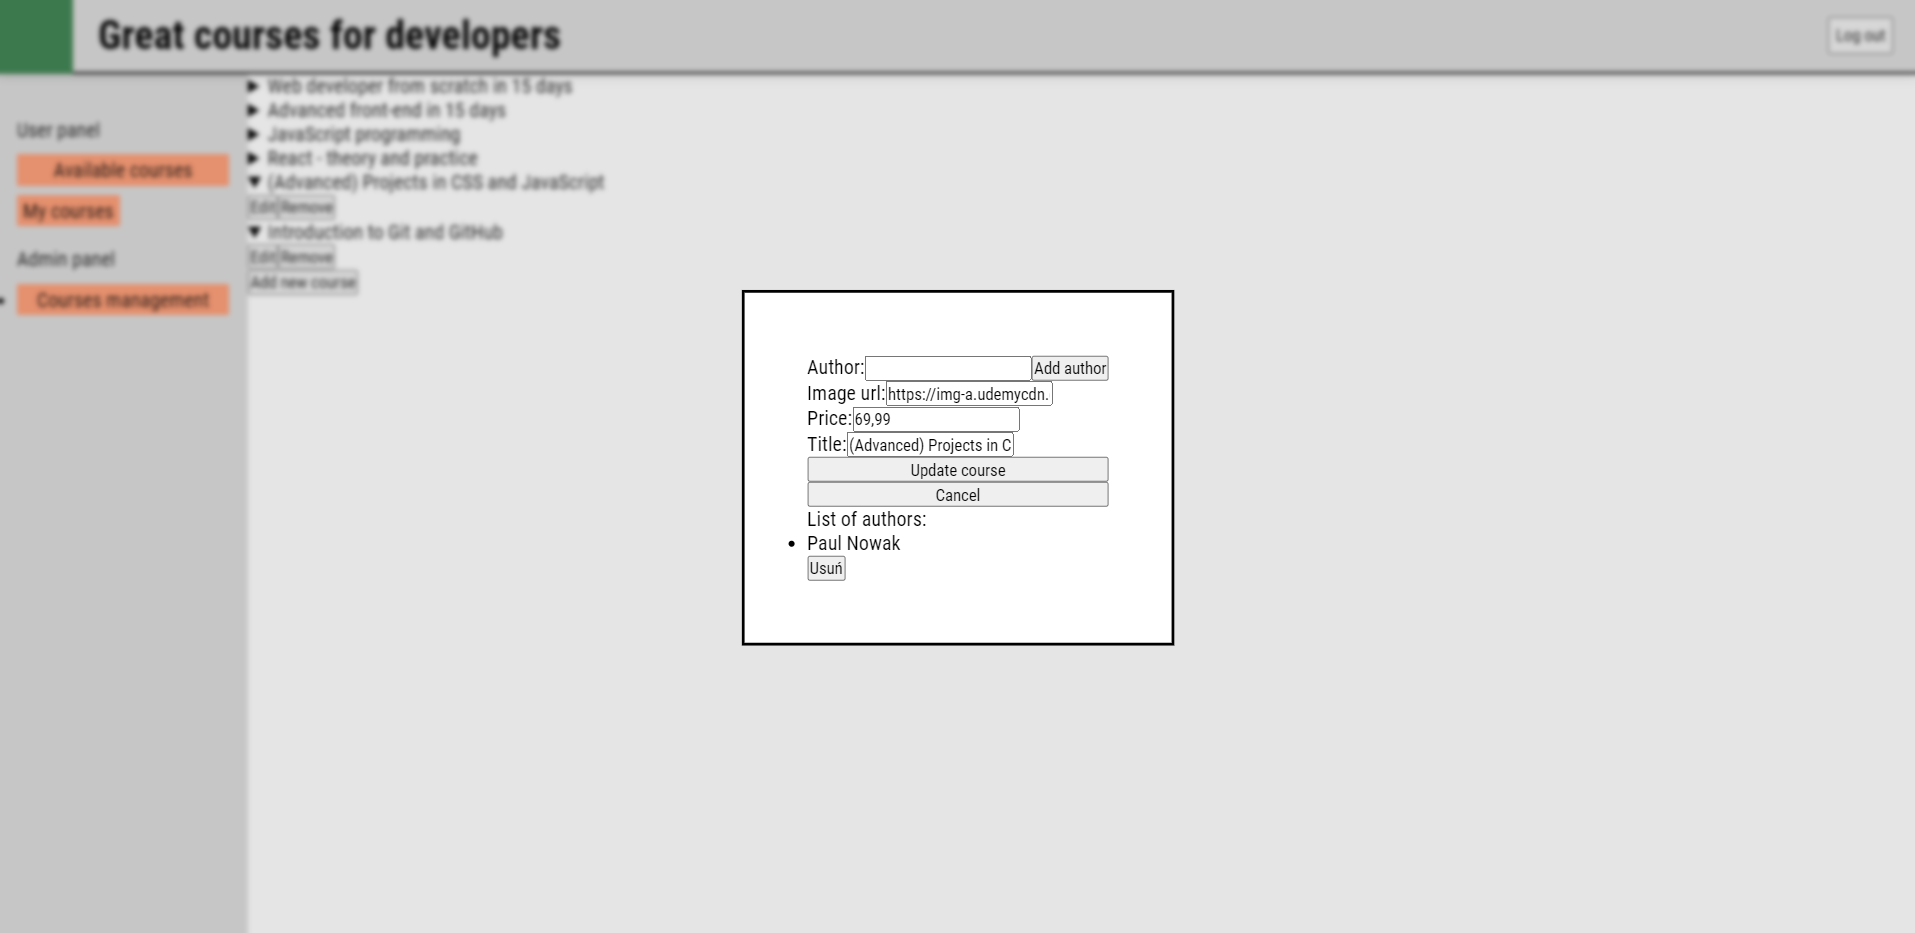 Great courses for developers
Log out
User panel
Available courses
My courses
Admin panel
Courses management
Web developer from scratch in 15 days
Advanced front-end in 15 days
JavaScript programming
React - theory and practice
(Advanced) Projects in CSS and JavaScript
Edit Remove
Introduction to Git and GitHub
Edit Remove
Add new course
Author: Add author
Image url: https://img-a.udemycdn.
Price: 69,99
Title: (Advanced) Projects in C
Update course
Cancel
List of authors:
Paul Nowak
Usuń